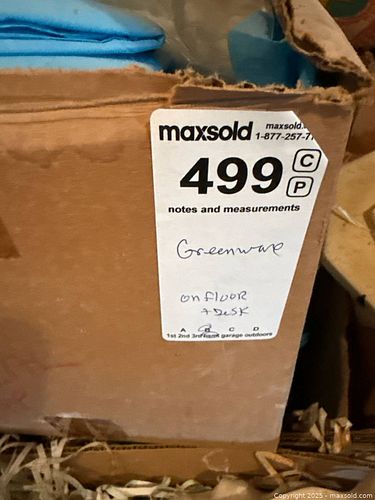 maxsold maxsold.
1-877-257-7
499 C
P
notes and measurements
Greenware
on floor
+ Desk
A B C D
1st 2nd 3rd bsmt garage outdoors
Copyright 2025 - maxsold.com